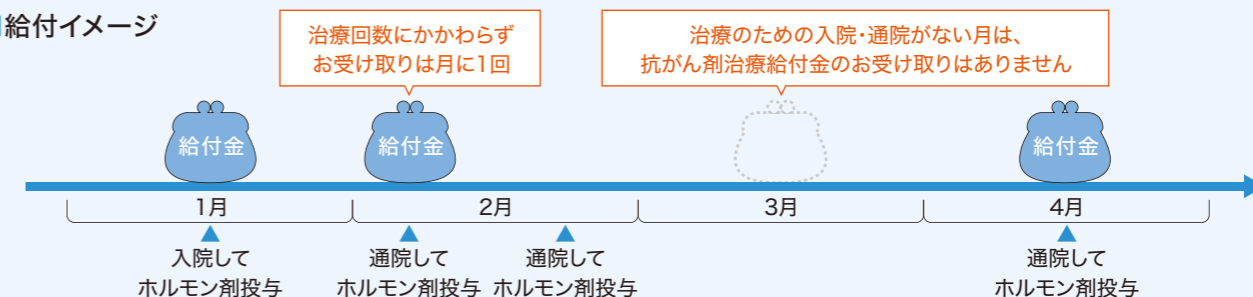 給付イメージ
治療回数にかかわらず
お受け取りは月に1回
治療のための入院・通院がない月は、
抗がん剤治療給付金のお受け取りはありません
給付金
給付金
給付金
1月
2月
3月
4月
入院して
ホルモン剤投与
通院して
ホルモン剤投与
通院して
ホルモン剤投与
通院して
ホルモン剤投与